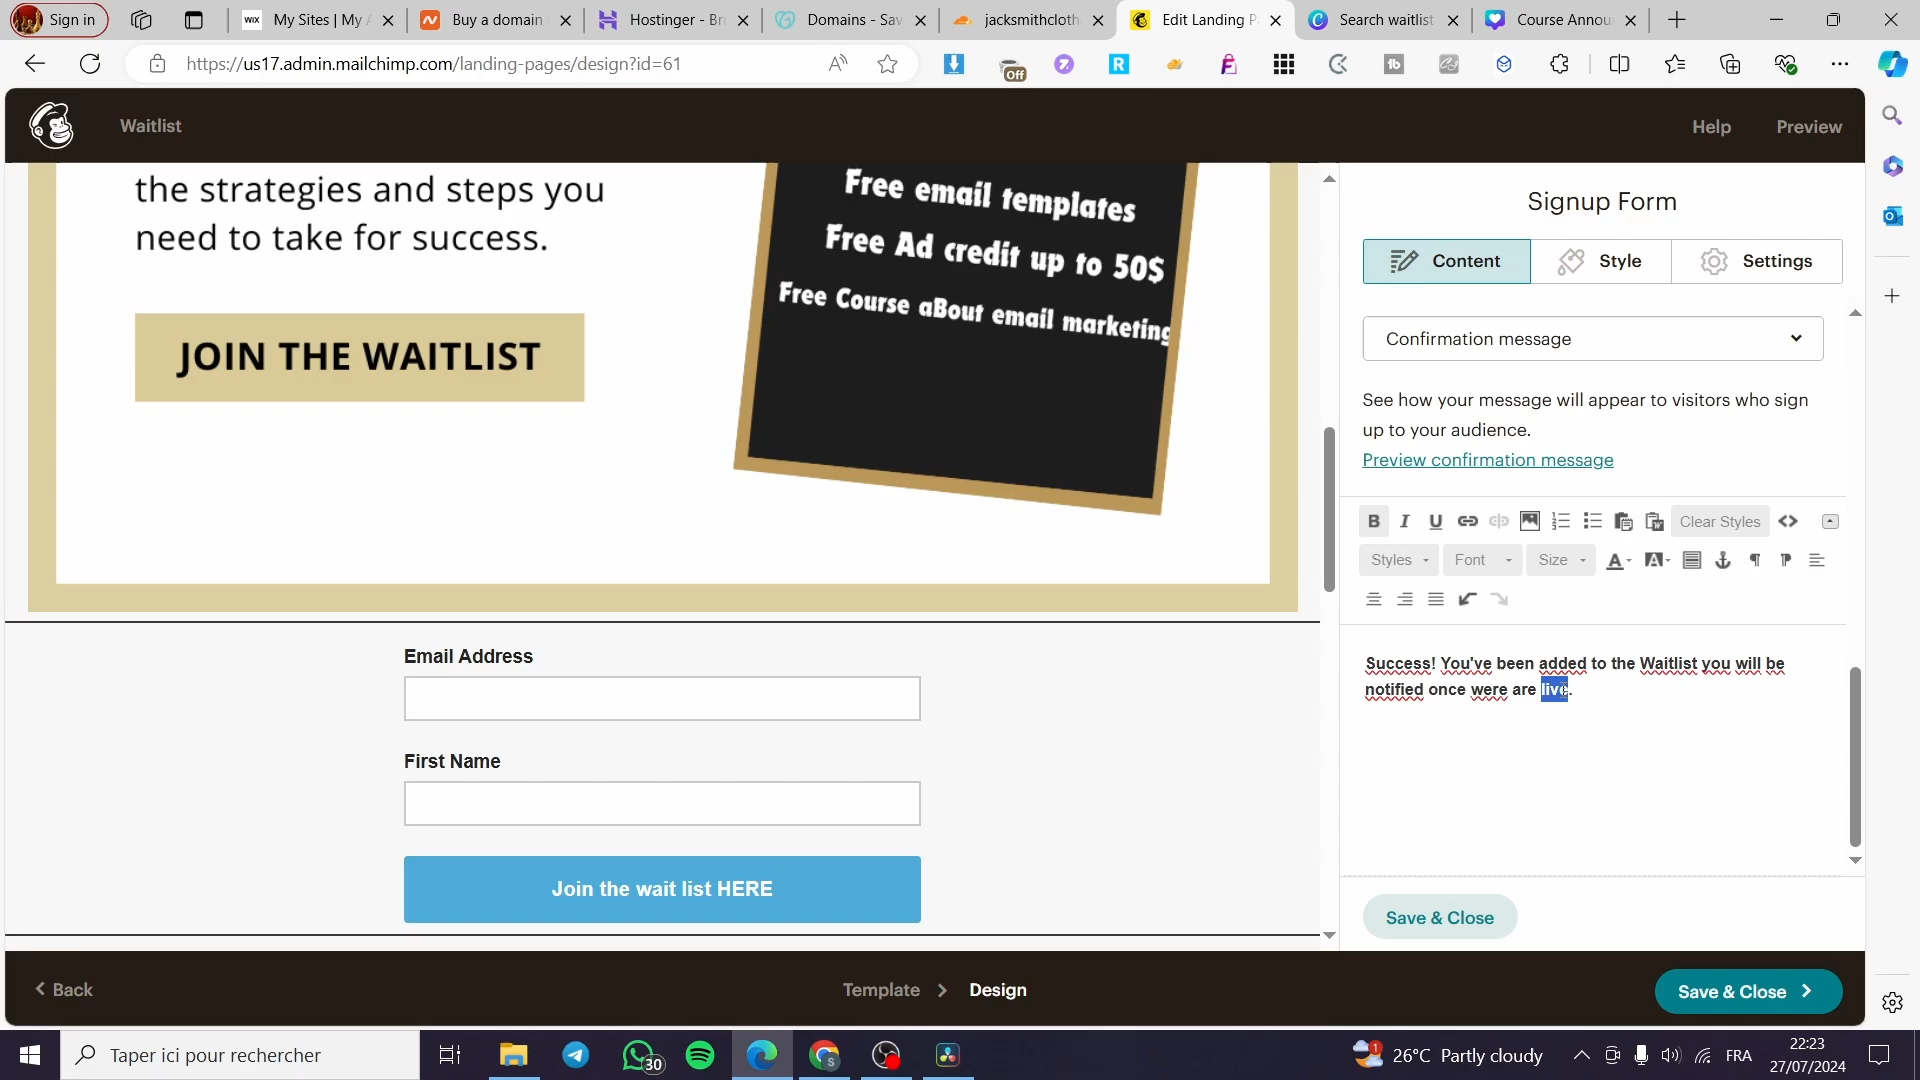 Sign in
WIX My Sites | My A
Buy a domain
Hostinger - Bri
Domains - Sav
jacksmithcloth
Edit Landing P
Search waitlist
Course Annou
https://us17.admin.mailchimp.com/landing-pages/design?id=61
Off
Waitlist
Help
Preview
the strategies and steps you
need to take for success.
JOIN THE WAITLIST
Free email templates
Free Ad credit up to 50$
Free Course aBout email marketing
Email Address
First Name
Join the wait list HERE
Signup Form
Content
Style
Settings
Confirmation message
See how your message will appear to visitors who sign
up to your audience.
Preview confirmation message
Clear Styles
Styles
Font
Size
Success! You've been added to the Waitlist you will be
notified once were are live.
Save & Close
Back
Template
Design
Save & Close
Taper ici pour rechercher
30
26°C Partly cloudy
FRA
22:23
27/07/2024